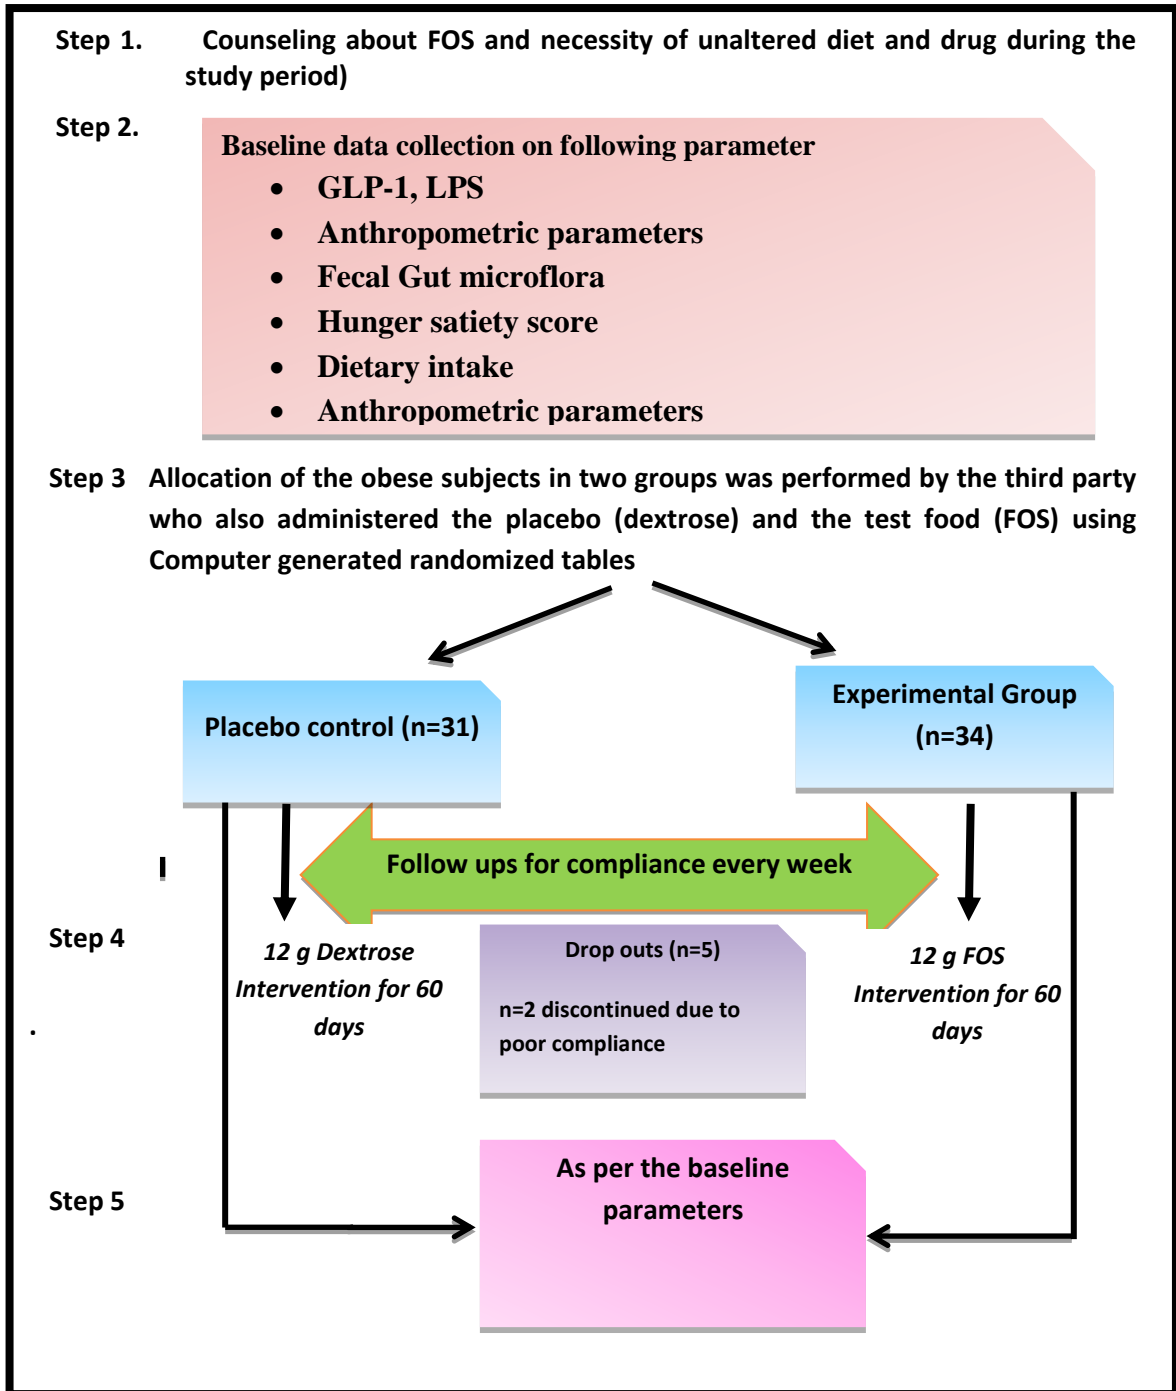 Step 1. Counseling about FOS and necessity of unaltered diet and drug during the
study period)
Step 2.
Baseline data collection on following parameter
• GLP-1, LPS
• Anthropometric parameters
• Fecal Gut microflora
• Hunger satiety score
• Dietary intake
• Anthropometric parameters
Step 3 Allocation of the obese subjects in two groups was performed by the third party
who also administered the placebo (dextrose) and the test food (FOS) using
Computer generated randomized tables
Placebo control (n=31)
Experimental Group
(n=34)
Follow ups for compliance every week
Step 4
.
12 g Dextrose
Intervention for 60
days
Drop outs (n=5)
n=2 discontinued due to
poor compliance
12 g FOS
Intervention for 60
days
Step 5
As per the baseline
parameters